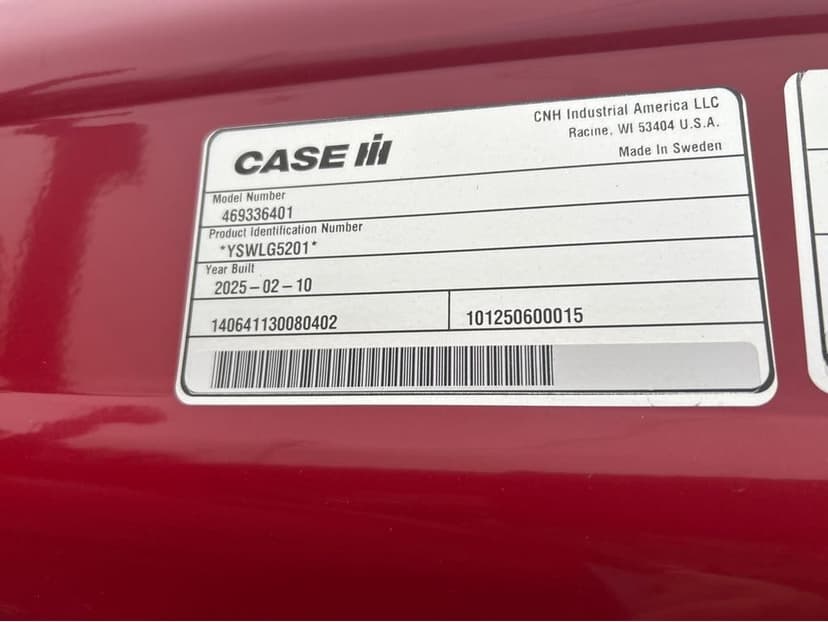 CASE IH
CNH Industrial America LLC
Racine, WI 53404 U.S.A.
Made In Sweden
Model Number
469336401
Product Identification Number
*YSWLG5201*
Year Built
2025-02-10
140641130080402
101250600015